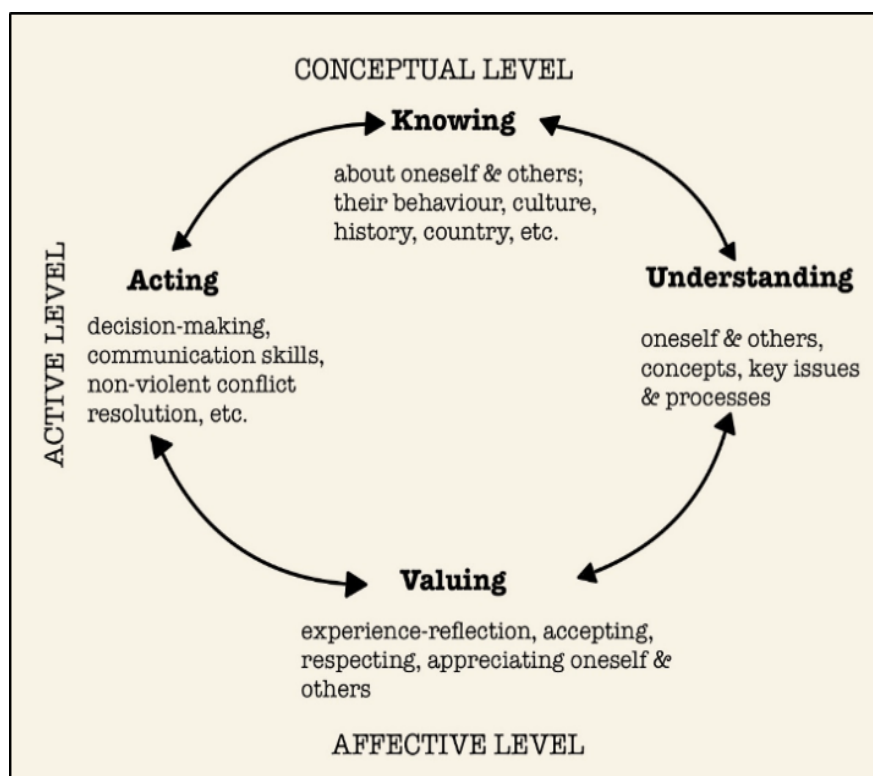 CONCEPTUAL LEVEL
Knowing
about oneself & others;
their behaviour, culture,
history, country, etc.
ACTIVE LEVEL
Acting
decision-making,
communication skills,
non-violent conflict
resolution, etc.
Understanding
oneself & others,
concepts, key issues
& processes
Valuing
experience-reflection, accepting,
respecting, appreciating oneself &
others
AFFECTIVE LEVEL